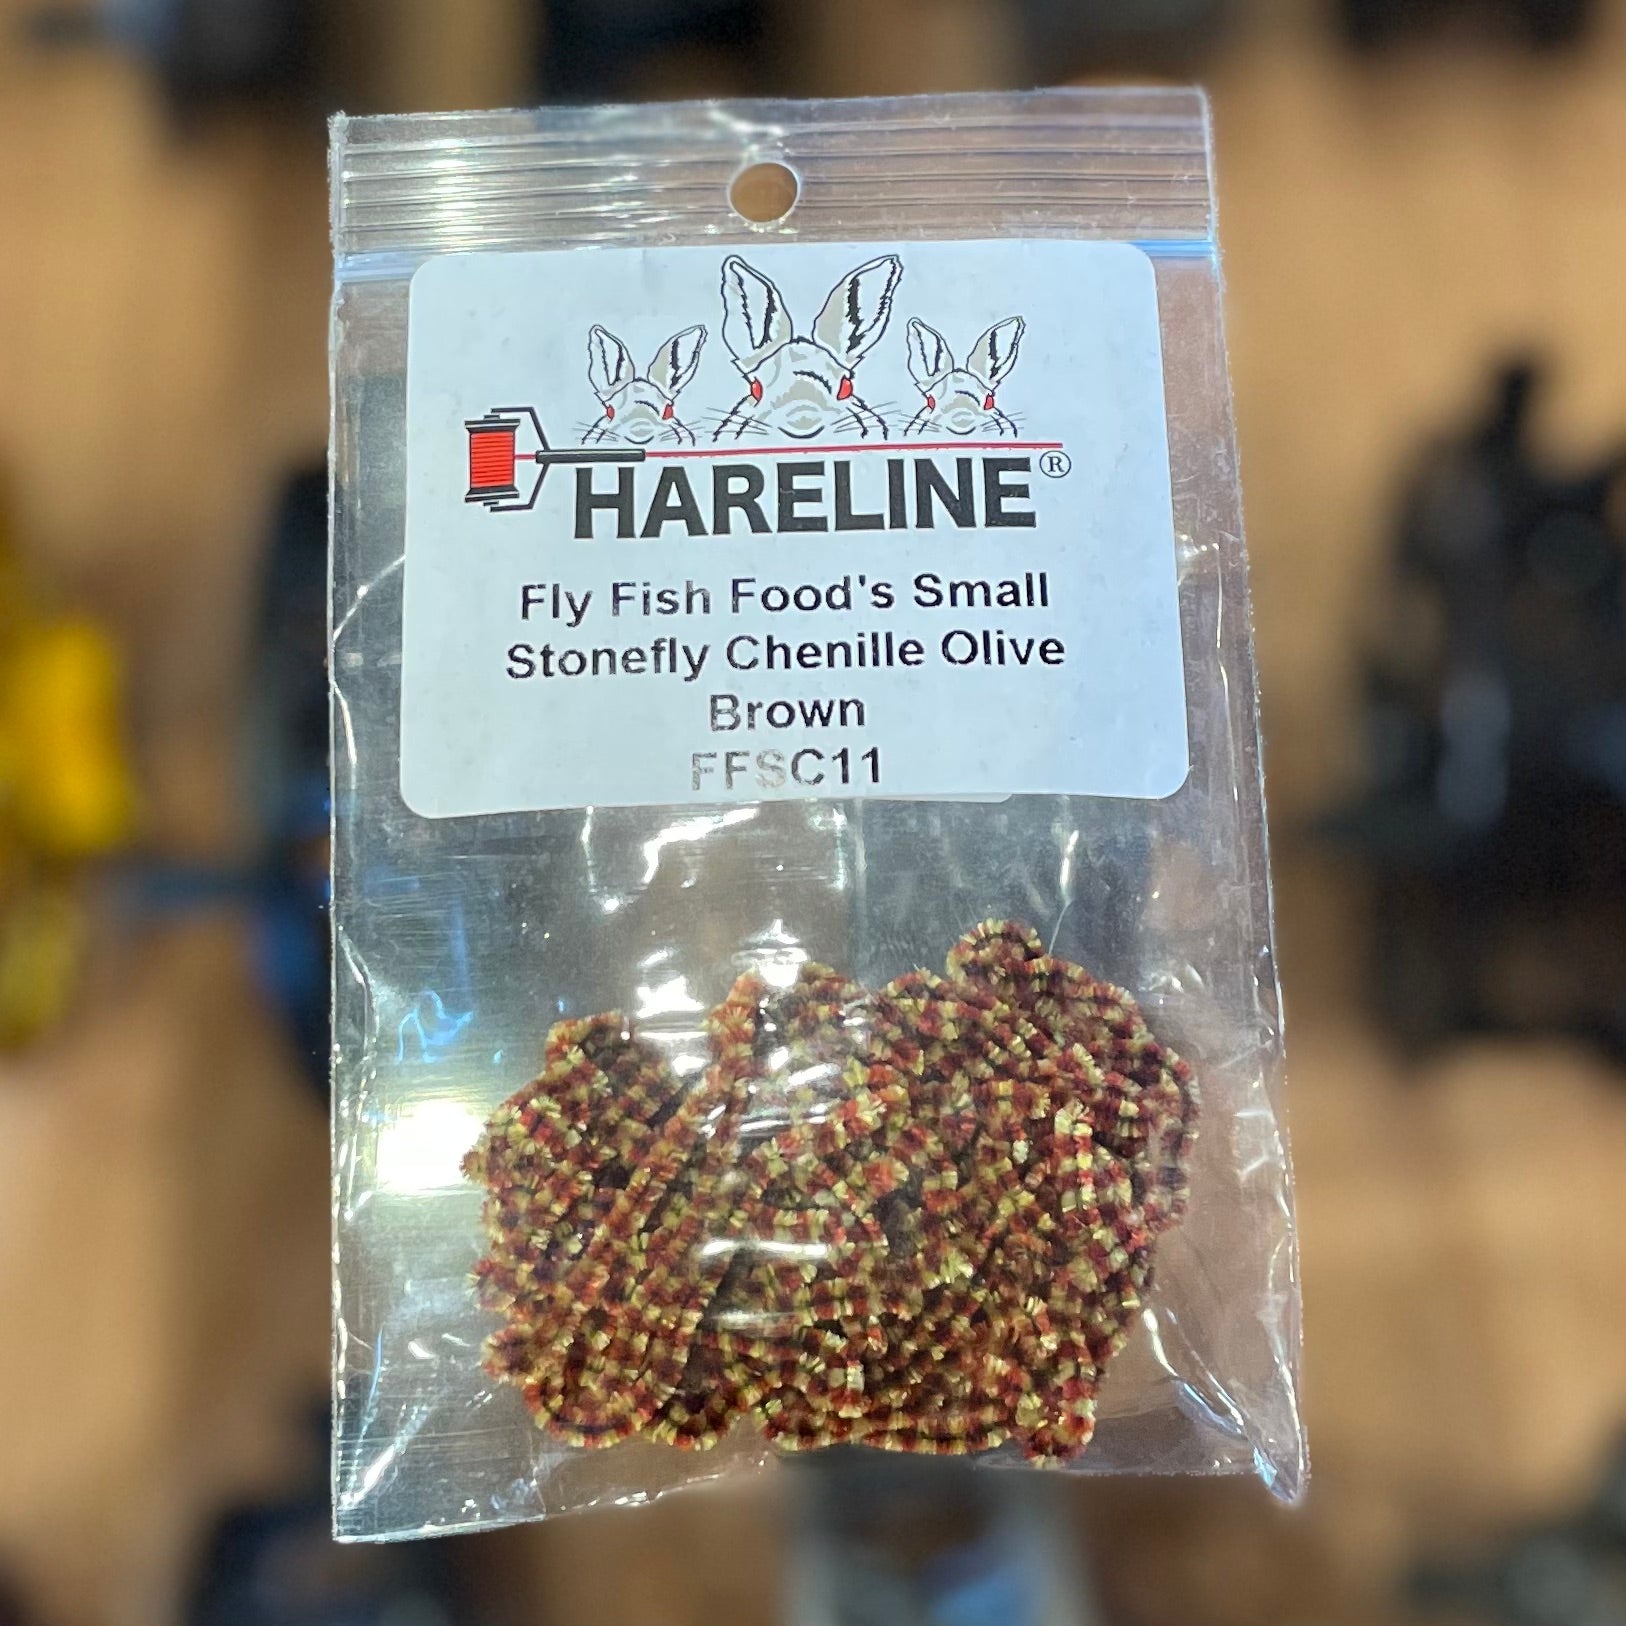 HARELINE®
Fly Fish Food's Small
Stonefly Chenille Olive
Brown
FFSC11